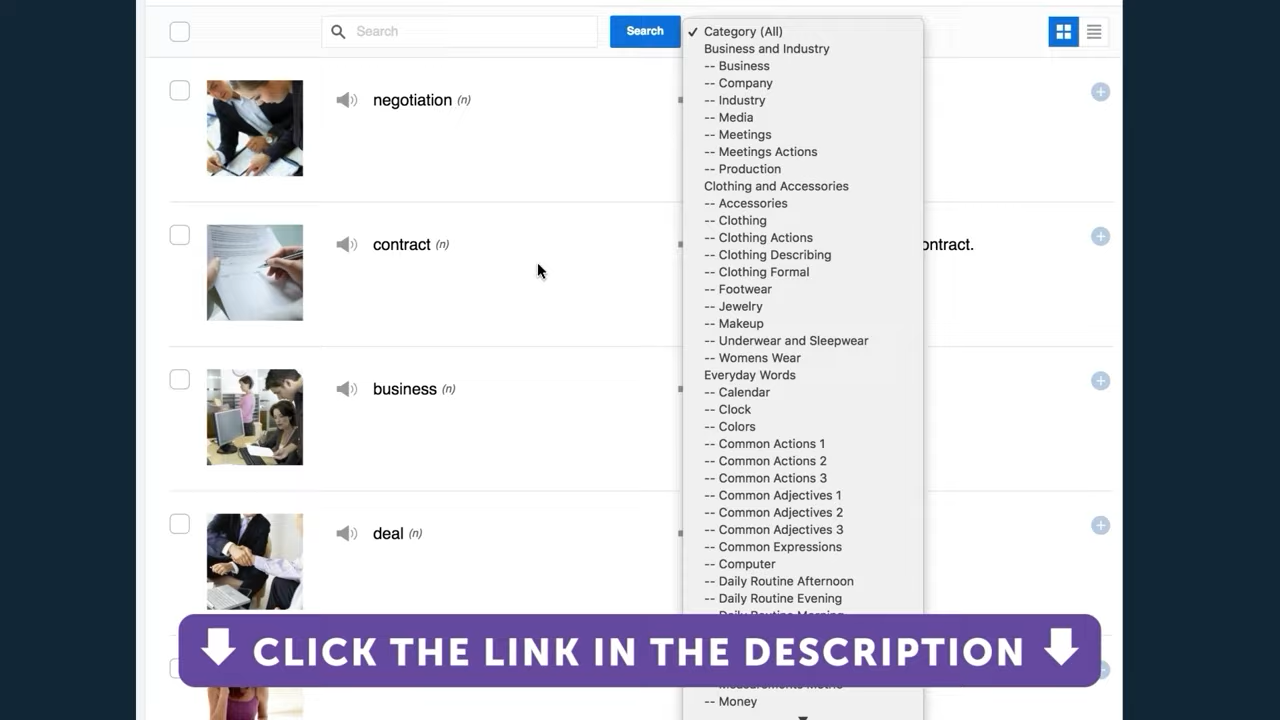 Search
Search
✓ Category (All)
Business and Industry
-- Business
-- Company
-- Industry
-- Media
-- Meetings
-- Meetings Actions
-- Production
Clothing and Accessories
-- Accessories
-- Clothing
-- Clothing Actions
-- Clothing Describing
-- Clothing Formal
-- Footwear
-- Jewelry
-- Makeup
-- Underwear and Sleepwear
-- Womens Wear
Everyday Words
-- Calendar
-- Clock
-- Colors
-- Common Actions 1
-- Common Actions 2
-- Common Actions 3
-- Common Adjectives 1
-- Common Adjectives 2
-- Common Adjectives 3
-- Common Expressions
-- Computer
-- Daily Routine Afternoon
-- Daily Routine Evening
-- Daily Routine Morning
-- Money
negotiation (n)
contract (n)
ontract.
business (n)
deal (n)
CLICK THE LINK IN THE DESCRIPTION